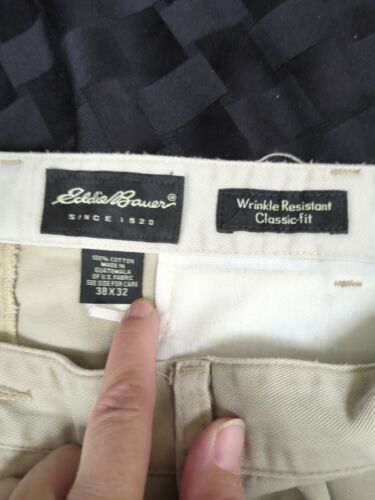 Eddie Bauer®
SINCE 1920
Wrinkle Resistant
Classic-fit
100% COTTON
MADE IN
GUATEMALA
OF U.S. FABRIC
SEE SIDE FOR CARE
38X32